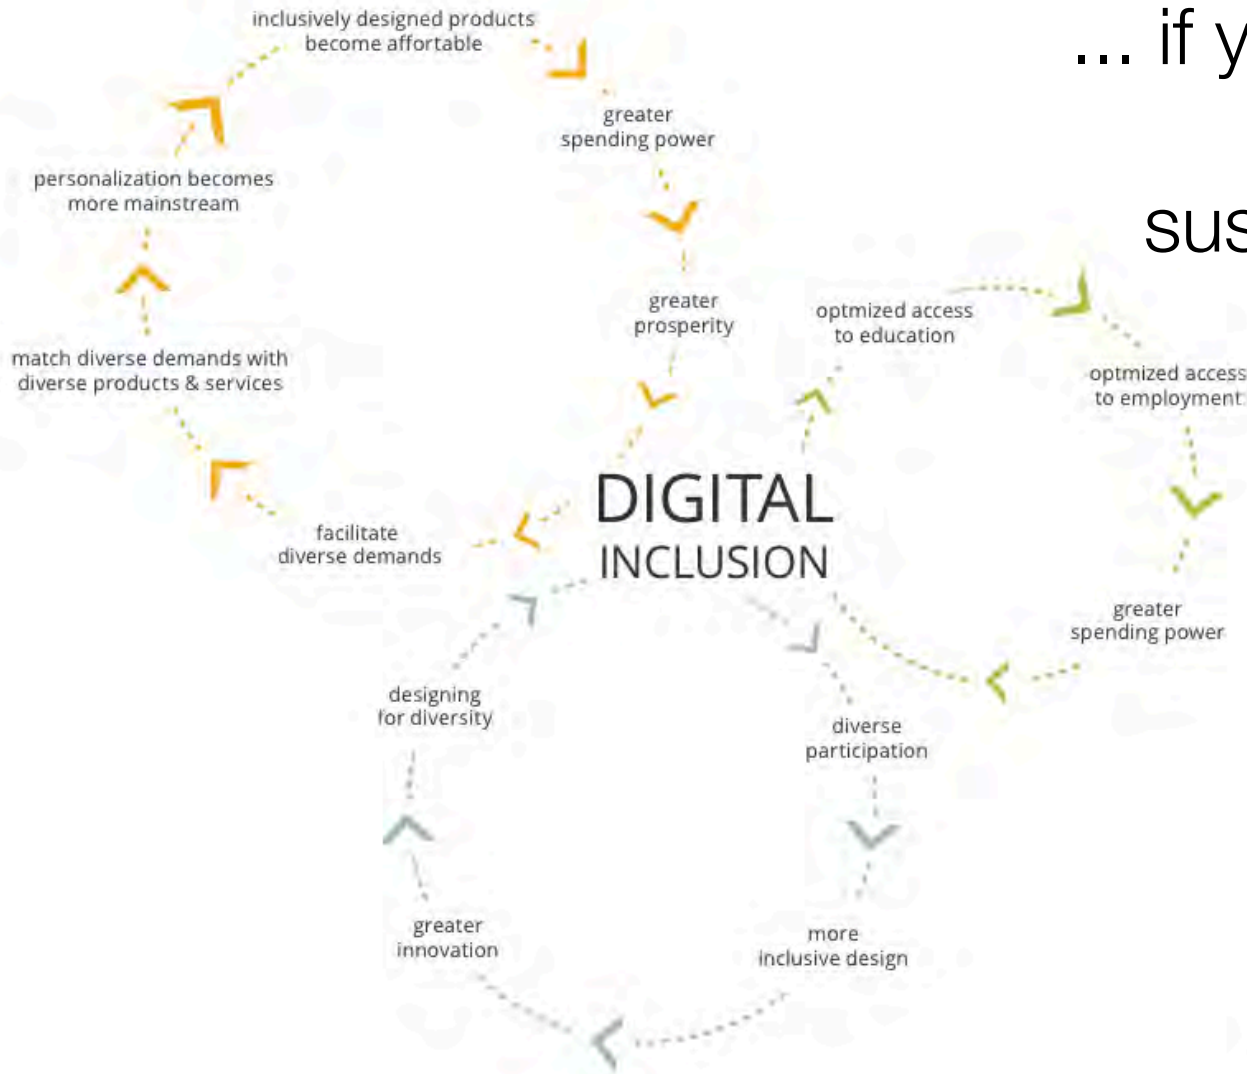 ... if y
sus
inclusively designed products
become affortable
greater
spending power
greater
prosperity
DIGITAL
INCLUSION
facilitate
diverse demands
match diverse demands with
diverse products & services
personalization becomes
more mainstream
optmized access
to education
optmized access
to employment
greater
spending power
diverse
participation
more
inclusive design
greater
innovation
designing
for diversity